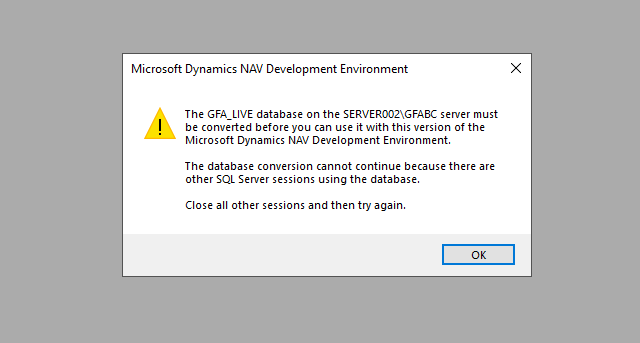 Microsoft Dynamics NAV Development Environment
The GFA_LIVE database on the SERVER002\GFABC server must
be converted before you can use it with this version of the
Microsoft Dynamics NAV Development Environment.
The database conversion cannot continue because there are
other SQL Server sessions using the database.
Close all other sessions and then try again.
OK